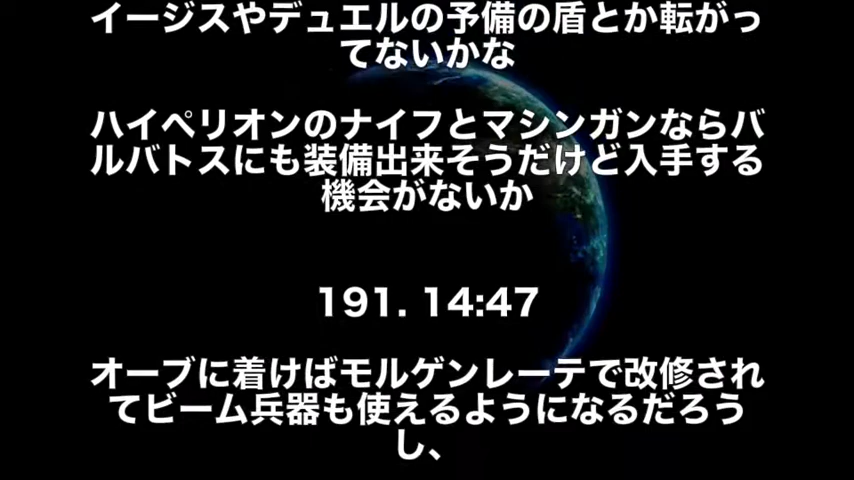 イージスやデュエルの予備の盾とか転がっ
てないかな
ハイペリオンのナイフとマシンガンならバ
ルバトスにも装備出来そうだけど入手する
機会がないか
191. 14:47
オーブに着けばモルゲンレーテで改修され
てビーム兵器も使えるようになるだろう
し、